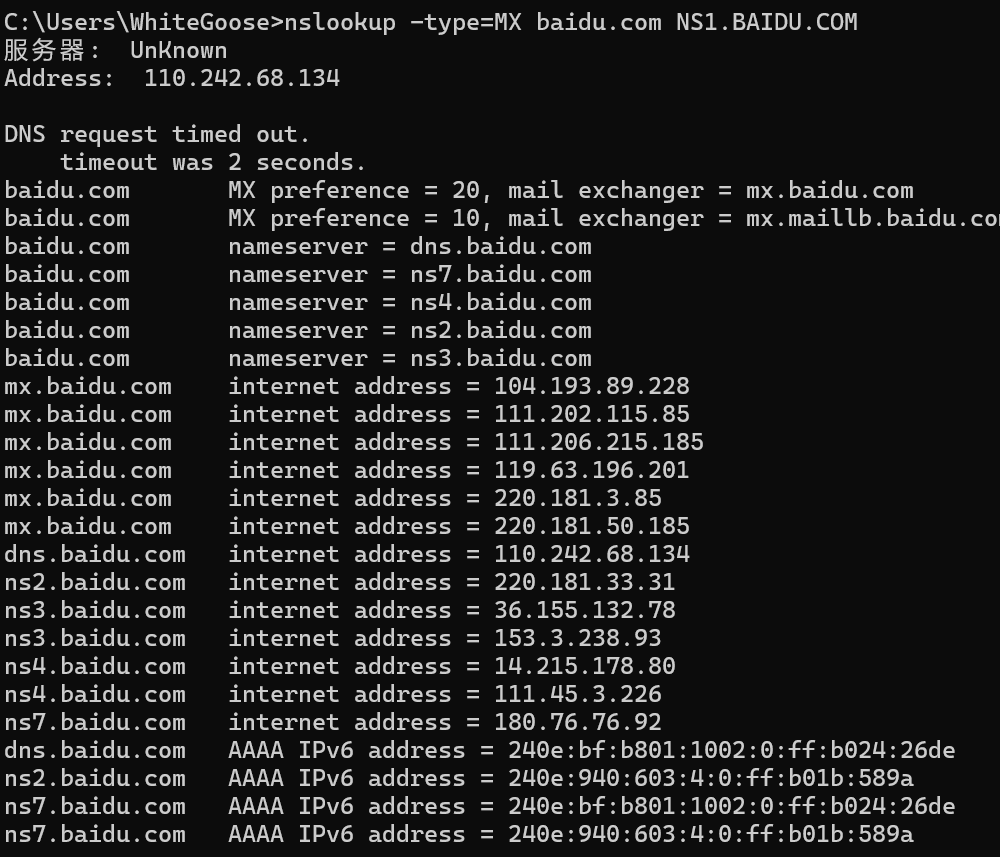 C:\Users\WhiteGoose>nslookup -type=MX baidu.com NS1.BAIDU.COM
服务器:  UnKnown
Address:  110.242.68.134

DNS request timed out.
    timeout was 2 seconds.
baidu.com       MX preference = 20, mail exchanger = mx.baidu.com
baidu.com       MX preference = 10, mail exchanger = mx.maillb.baidu.com
baidu.com       nameserver = dns.baidu.com
baidu.com       nameserver = ns7.baidu.com
baidu.com       nameserver = ns4.baidu.com
baidu.com       nameserver = ns2.baidu.com
baidu.com       nameserver = ns3.baidu.com
mx.baidu.com    internet address = 104.193.89.228
mx.baidu.com    internet address = 111.202.115.85
mx.baidu.com    internet address = 111.206.215.185
mx.baidu.com    internet address = 119.63.196.201
mx.baidu.com    internet address = 220.181.3.85
mx.baidu.com    internet address = 220.181.50.185
dns.baidu.com   internet address = 110.242.68.134
ns2.baidu.com   internet address = 220.181.33.31
ns3.baidu.com   internet address = 36.155.132.78
ns3.baidu.com   internet address = 153.3.238.93
ns4.baidu.com   internet address = 14.215.178.80
ns4.baidu.com   internet address = 111.45.3.226
ns7.baidu.com   internet address = 180.76.76.92
dns.baidu.com   AAAA IPv6 address = 240e:bf:b801:1002:0:ff:b024:26de
ns2.baidu.com   AAAA IPv6 address = 240e:940:603:4:0:ff:b01b:589a
ns7.baidu.com   AAAA IPv6 address = 240e:bf:b801:1002:0:ff:b024:26de
ns7.baidu.com   AAAA IPv6 address = 240e:940:603:4:0:ff:b01b:589a